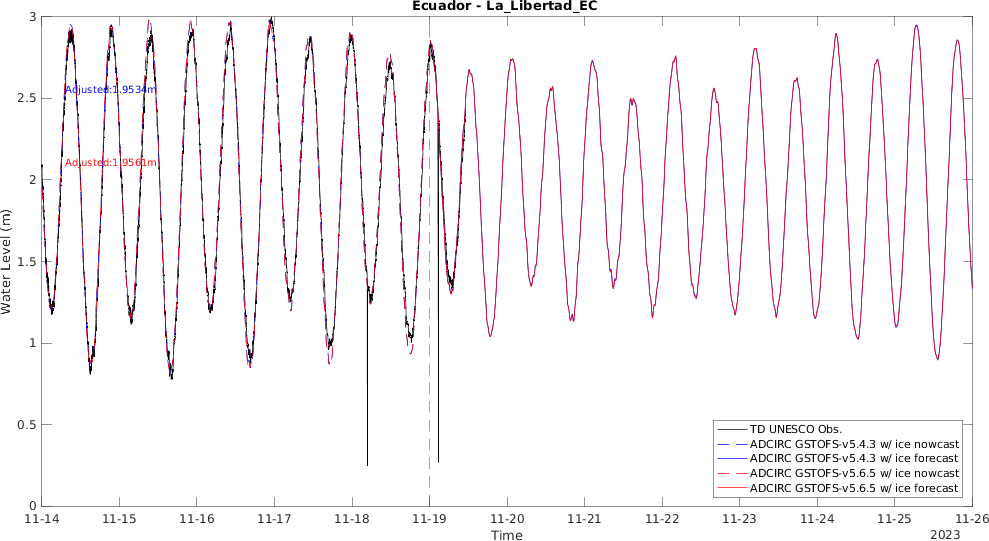 Ecuador - La_Libertad_EC
3
2.5
2
1.5
1
0.5
0
Water Level (m)
Adjusted:1.9534m
Adjusted:1.9561m
TD UNESCO Obs.
ADCIRC GSTOFS-v5.4.3 w/ ice nowcast
ADCIRC GSTOFS-v5.4.3 w/ ice forecast
ADCIRC GSTOFS-v5.6.5 w/ ice nowcast
ADCIRC GSTOFS-v5.6.5 w/ ice forecast
11-14 11-15 11-16 11-17 11-18 11-19 11-20 11-21 11-22 11-23 11-24 11-25 11-26
Time
2023